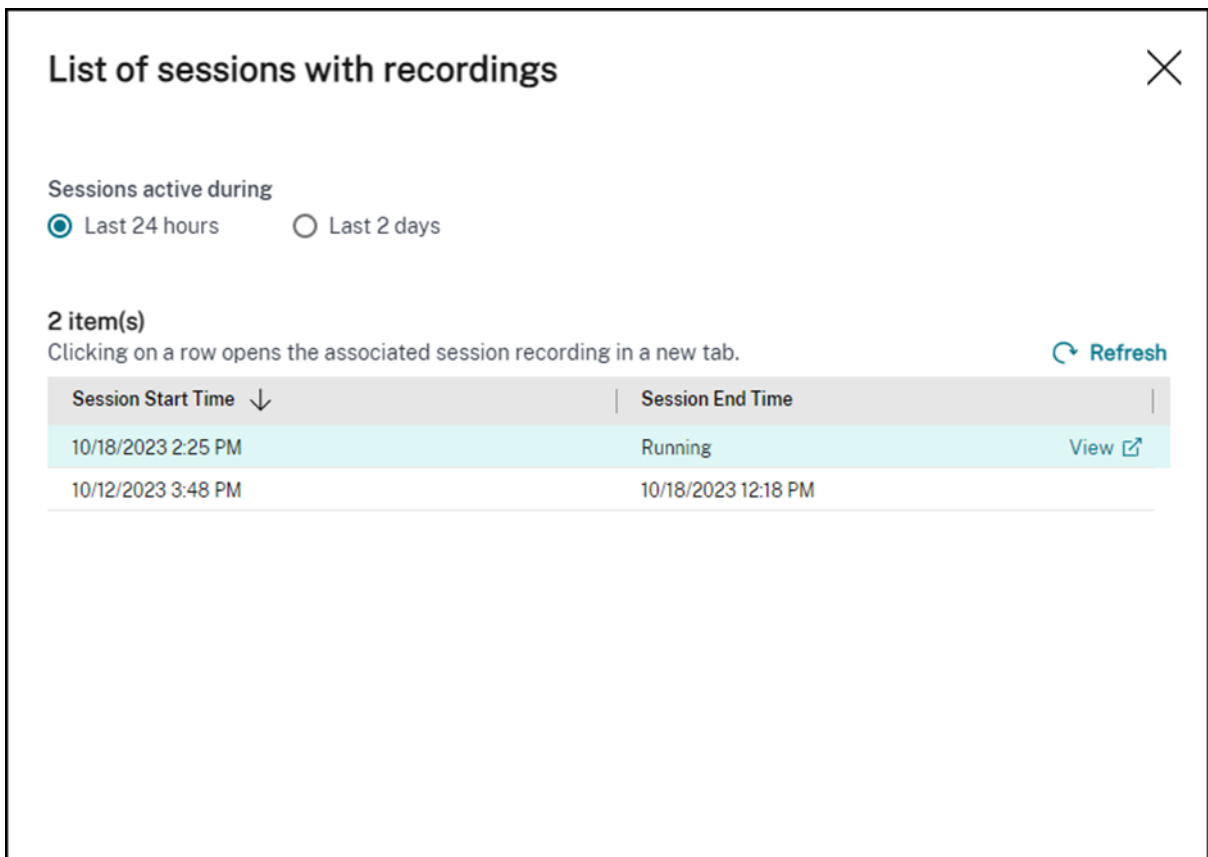 List of sessions with recordings
Sessions active during
Last 24 hours Last 2 days
2 item(s)
Clicking on a row opens the associated session recording in a new tab. Refresh
Session Start Time Session End Time
10/18/2023 2:25 PM Running View
10/12/2023 3:48 PM 10/18/2023 12:18 PM